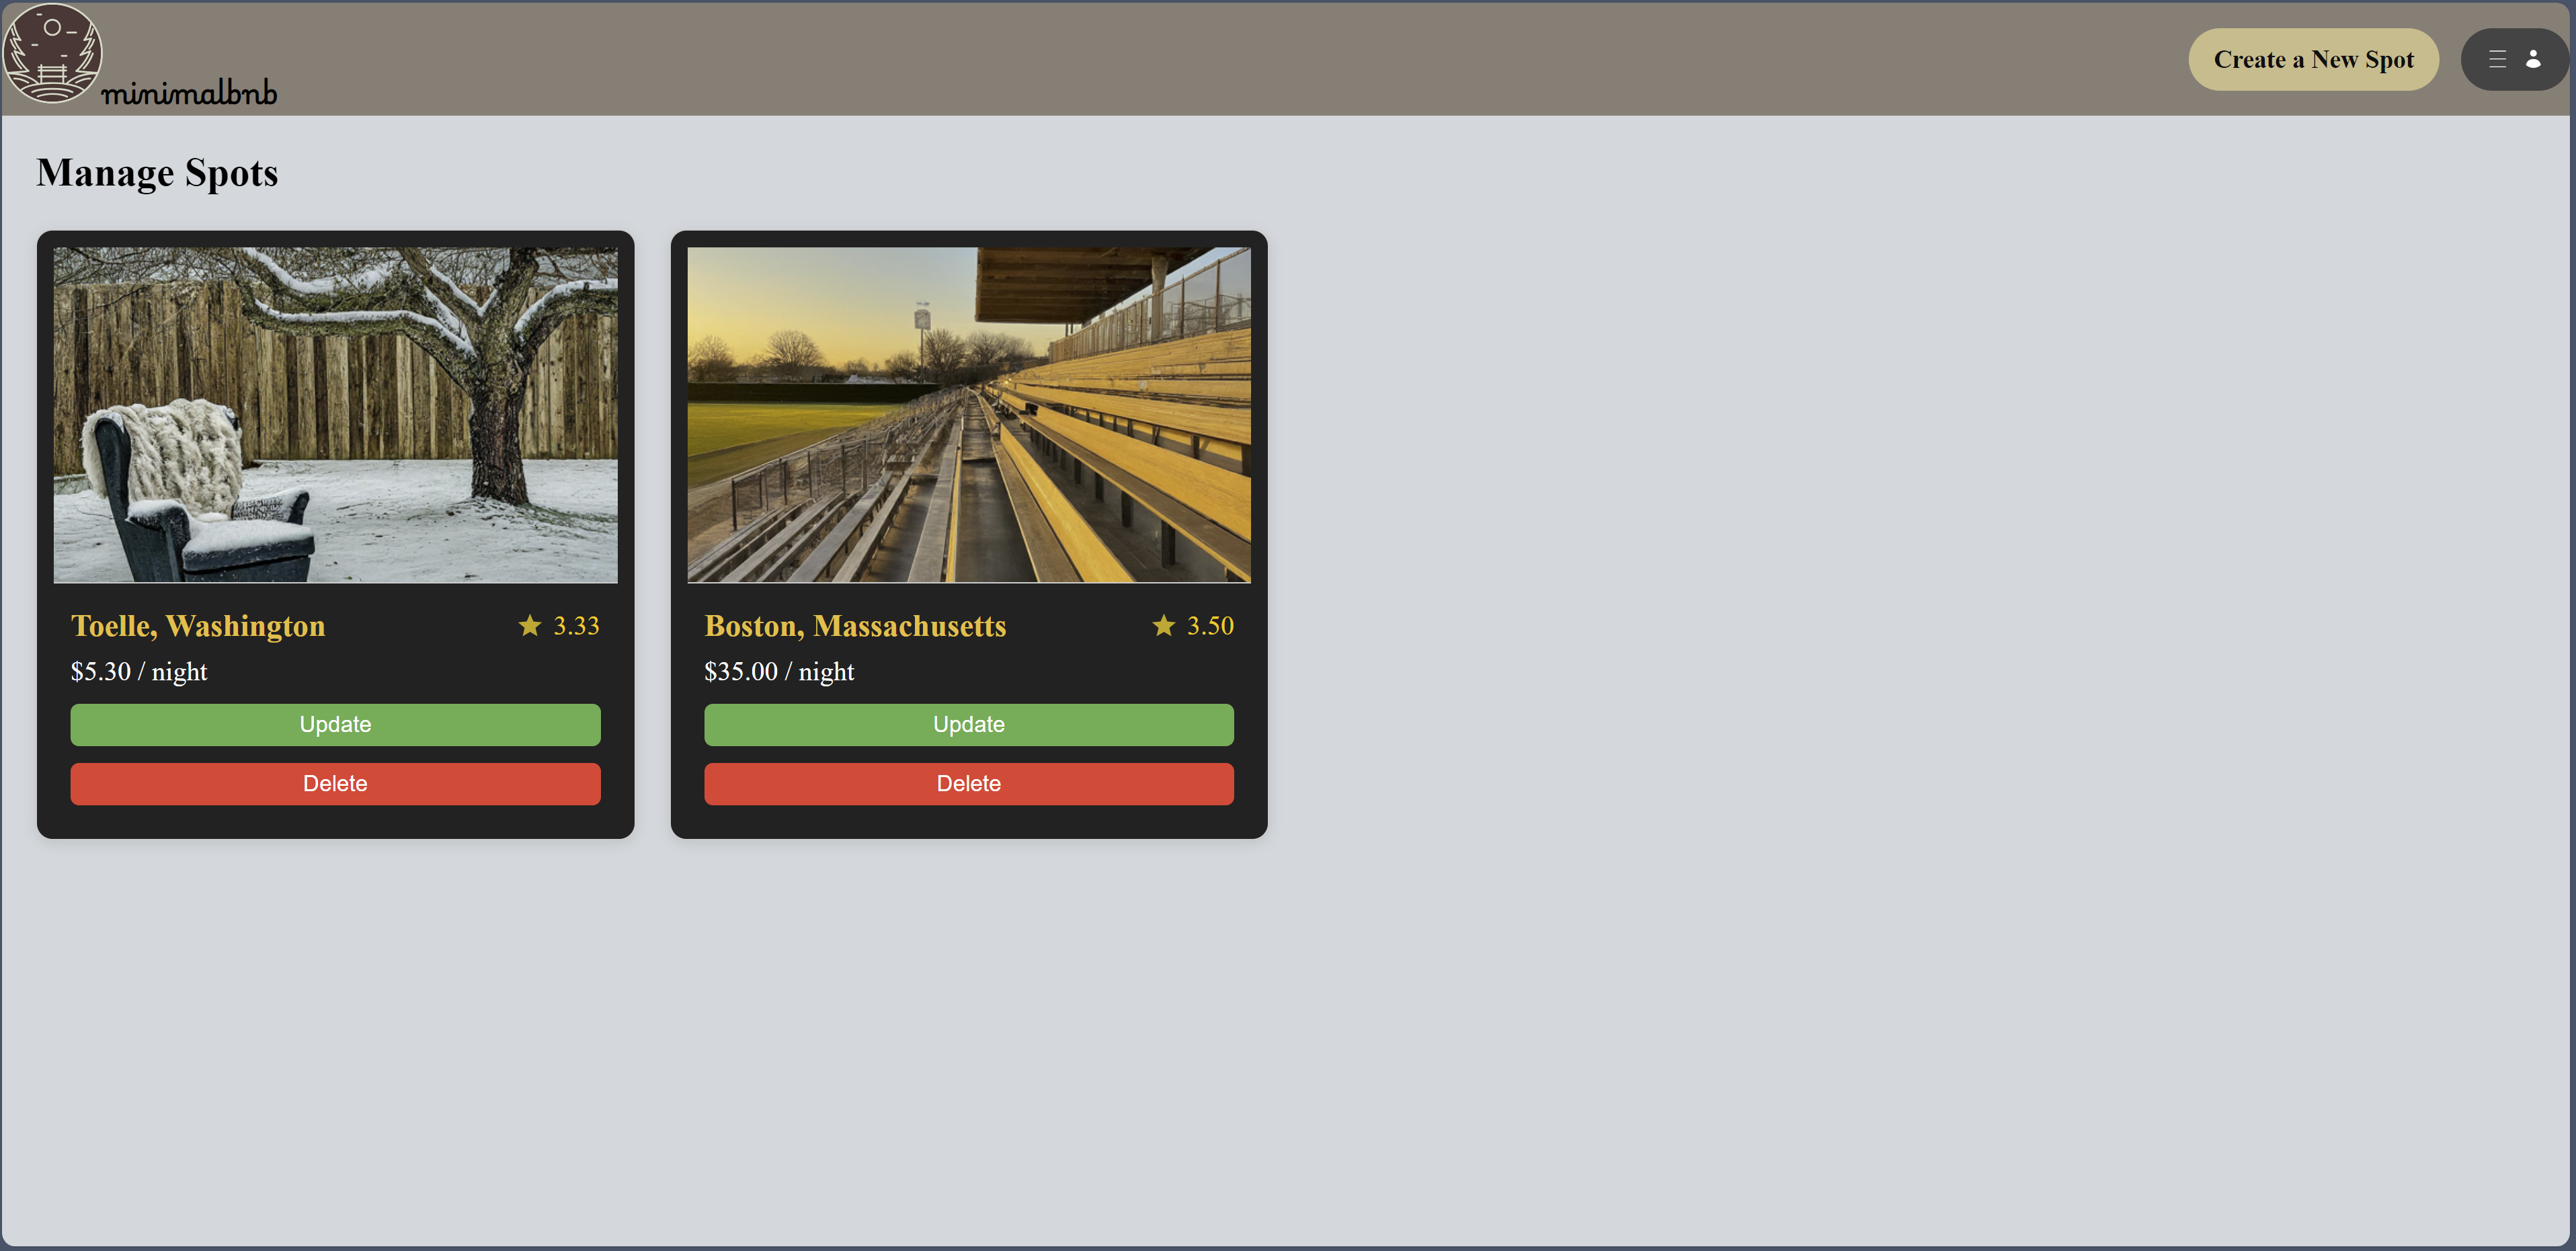 minimalbnb
Create a New Spot
Manage Spots
Toelle, Washington
3.33
$5.30 / night
Update
Delete
Boston, Massachusetts
3.50
$35.00 / night
Update
Delete